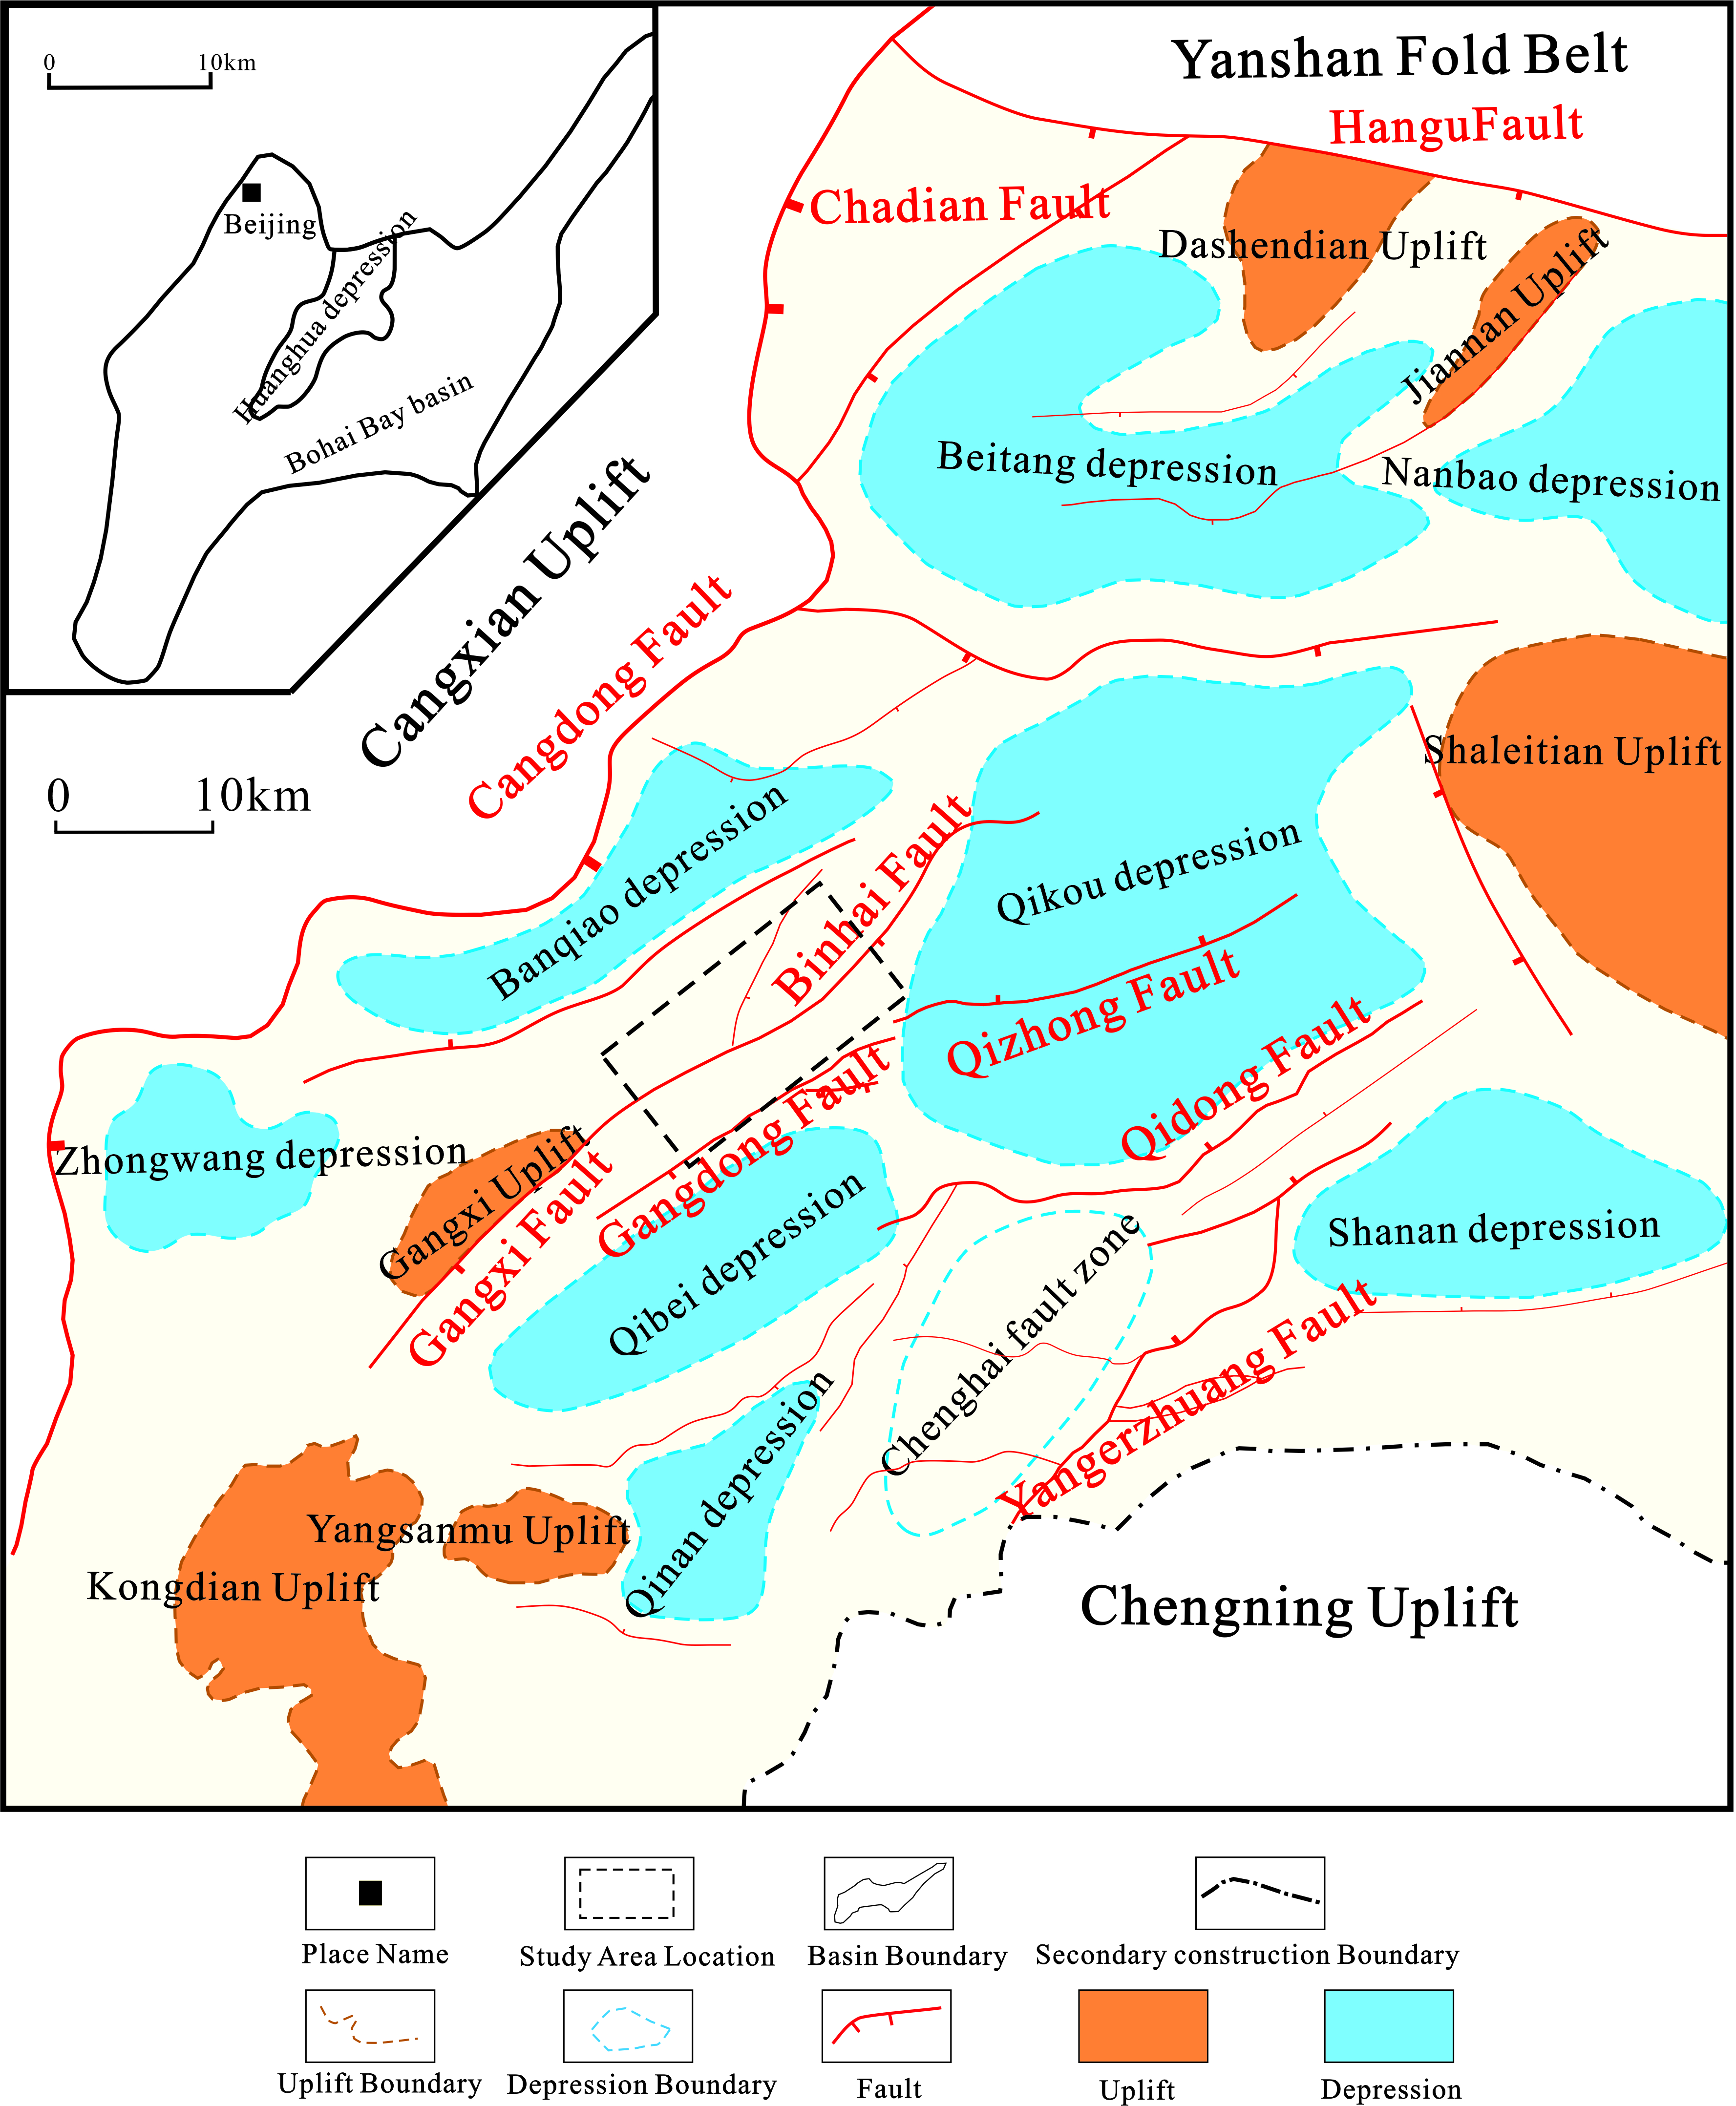 0 10km
Beijing
Huanghua depression
Bohai Bay basin
Yanshan Fold Belt
HanguFault
Chadian Fault
Dashendian Uplift
Jiannan Uplift
Beitang depression
Nanbao depression
Cangxian Uplift
Cangdong Fault
0 10km
Shaleitian Uplift
Banqiao depression
Binhai Fault
Qikou depression
Qizhong Fault
Qidong Fault
Gangdong Fault
Zhongwang depression
Gangxi Uplift
Gangxi Fault
Qibei depression
Chenghai fault zone
Shanan depression
Yangerzhuang Fault
Qinan depression
Yangsanmu Uplift
Kongdian Uplift
Chengning Uplift
Place Name
Study Area Location
Basin Boundary
Secondary construction Boundary
Uplift Boundary
Depression Boundary
Fault
Uplift
Depression